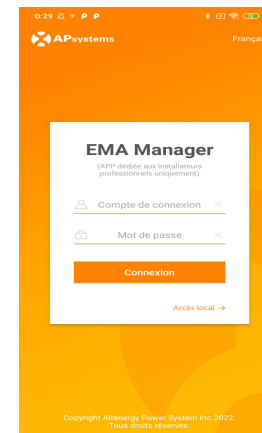 0:29
APsystems
Françai
EMA Manager
(APP dédiée aux Installateurs
professionnels uniquement)
Compte de connexion
Mot de passe
Connexion
Accès local →
Copyright Altenergy Power System Inc.2022.
Tous droits réservés.